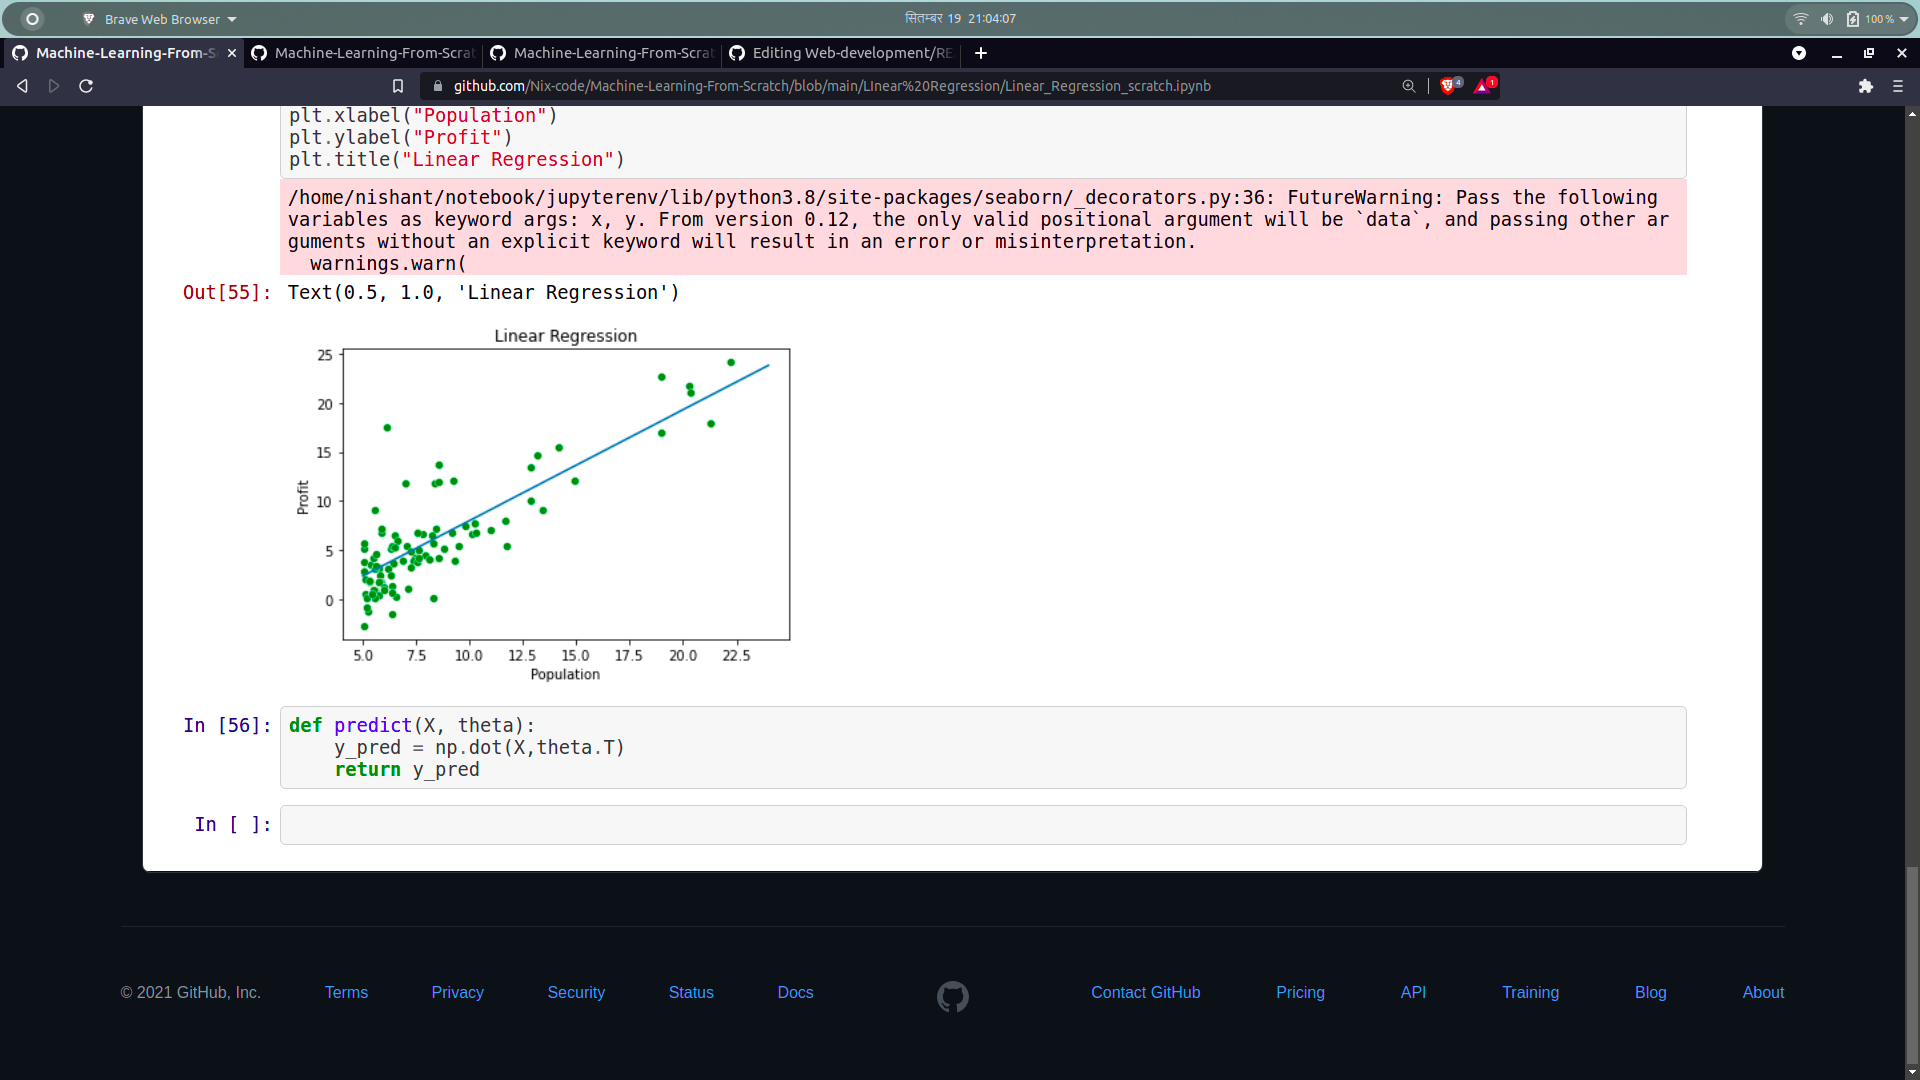 Brave Web Browser
सितम्बर 19 21:04:07
100 %
Machine-Learning-From-S
Machine-Learning-From-Scrat
Machine-Learning-From-Scrat
Editing Web-development/RE
github.com/Nix-code/Machine-Learning-From-Scratch/blob/main/LInear%20Regression/Linear_Regression_scratch.ipynb
4
1
plt.xlabel("Population")
plt.ylabel("Profit")
plt.title("Linear Regression")
/home/nishant/notebook/jupyterenv/lib/python3.8/site-packages/seaborn/_decorators.py:36: FutureWarning: Pass the following
variables as keyword args: x, y. From version 0.12, the only valid positional argument will be `data`, and passing other ar
guments without an explicit keyword will result in an error or misinterpretation.
warnings.warn(
Out[55]: Text(0.5, 1.0, 'Linear Regression')
Linear Regression
25
20
15
10
5
0
Profit
5.0 7.5 10.0 12.5 15.0 17.5 20.0 22.5
Population
In [56]: def predict(X, theta):
y_pred = np.dot(X,theta.T)
return y_pred
In [ ]:
© 2021 GitHub, Inc. Terms Privacy Security Status Docs Contact GitHub Pricing API Training Blog About